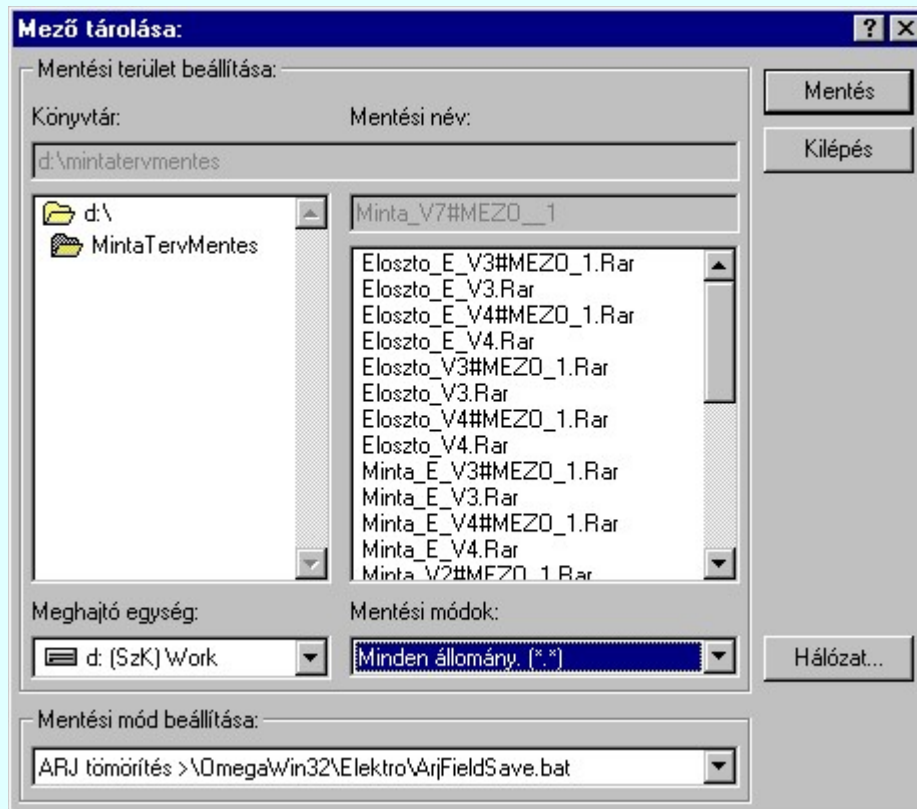 Mező tárolása:
Mentési terület beállítása:
Könyvtár:
Mentési név:
d:\mintatervmentes
d:\
MintaTervMentes
Minta_V7#MEZO__1
Eloszto_E_V3#MEZO_1.Rar
Eloszto_E_V3.Rar
Eloszto_E_V4#MEZO_1.Rar
Eloszto_E_V4.Rar
Eloszto_V3#MEZO_1.Rar
Eloszto_V3.Rar
Eloszto_V4#MEZO_1.Rar
Eloszto_V4.Rar
Minta_E_V3#MEZO_1.Rar
Minta_E_V3.Rar
Minta_E_V4#MEZO_1.Rar
Minta_E_V4.Rar
Minta_V2#MEZO_1.Rar
Meghajtó egység:
d: (SzK) Work
Mentési módok:
Minden állomány. (*.*)
Mentési mód beállítása:
ARJ tömörítés >\OmegaWin32\Elektro\ArjFieldSave.bat
Mentés
Kilépés
Hálózat...